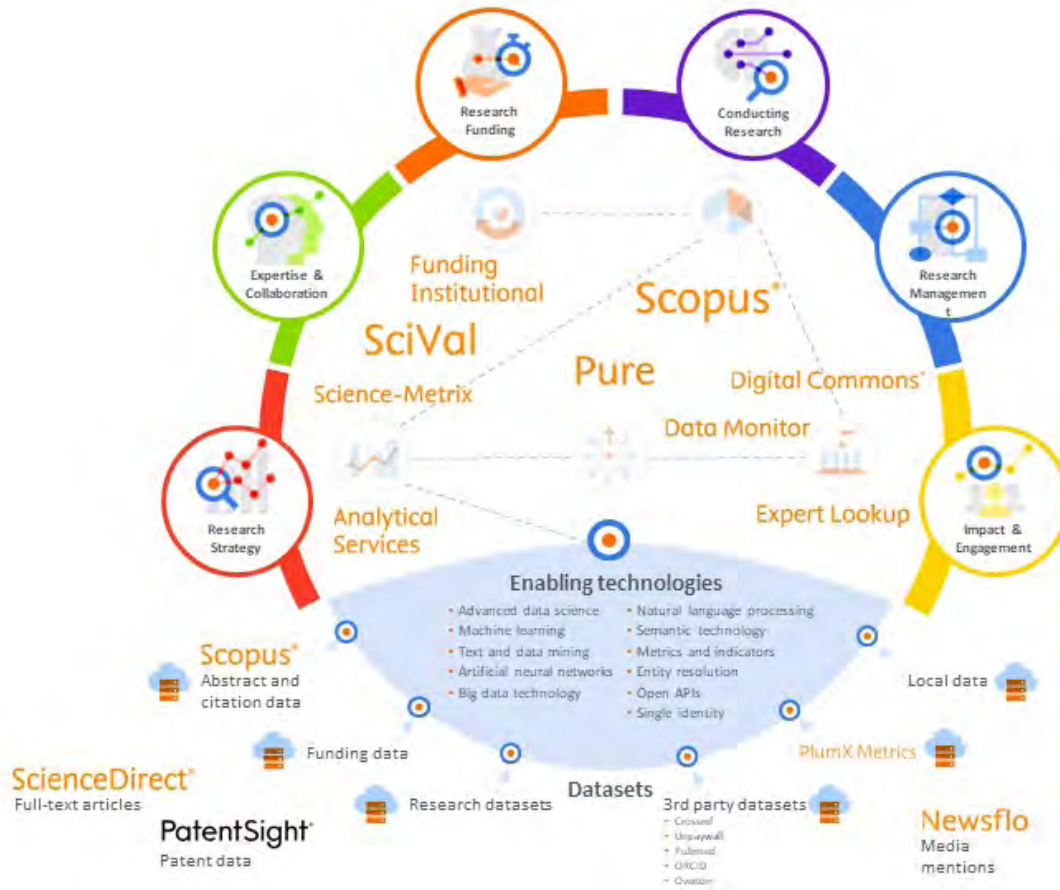 Research
Funding
Conducting
Research
Expertise &
Collaboration
Research
Managemen
t
Funding
Institutional
Scopus®
SciVal
Pure
Science-Metrix
Digital Commons®
Data Monitor
Research
Strategy
Analytical
Services
Expert Lookup
Impact &
Engagement
Enabling technologies
• Advanced data science
• Machine learning
• Text and data mining
• Artificial neural networks
• Big data technology
• Natural language processing
• Semantic technology
• Metrics and indicators
• Entity resolution
• Open APIs
• Single identity
Scopus®
Abstract and
citation data
Local data
Funding data
PlumX Metrics
ScienceDirect®
Full-text articles
Research datasets
Datasets
3rd party datasets
- Crossref
- Unpaywall
- Pubmed
- ORCID
- Ovation
PatentSight®
Patent data
Newsflo
Media
mentions